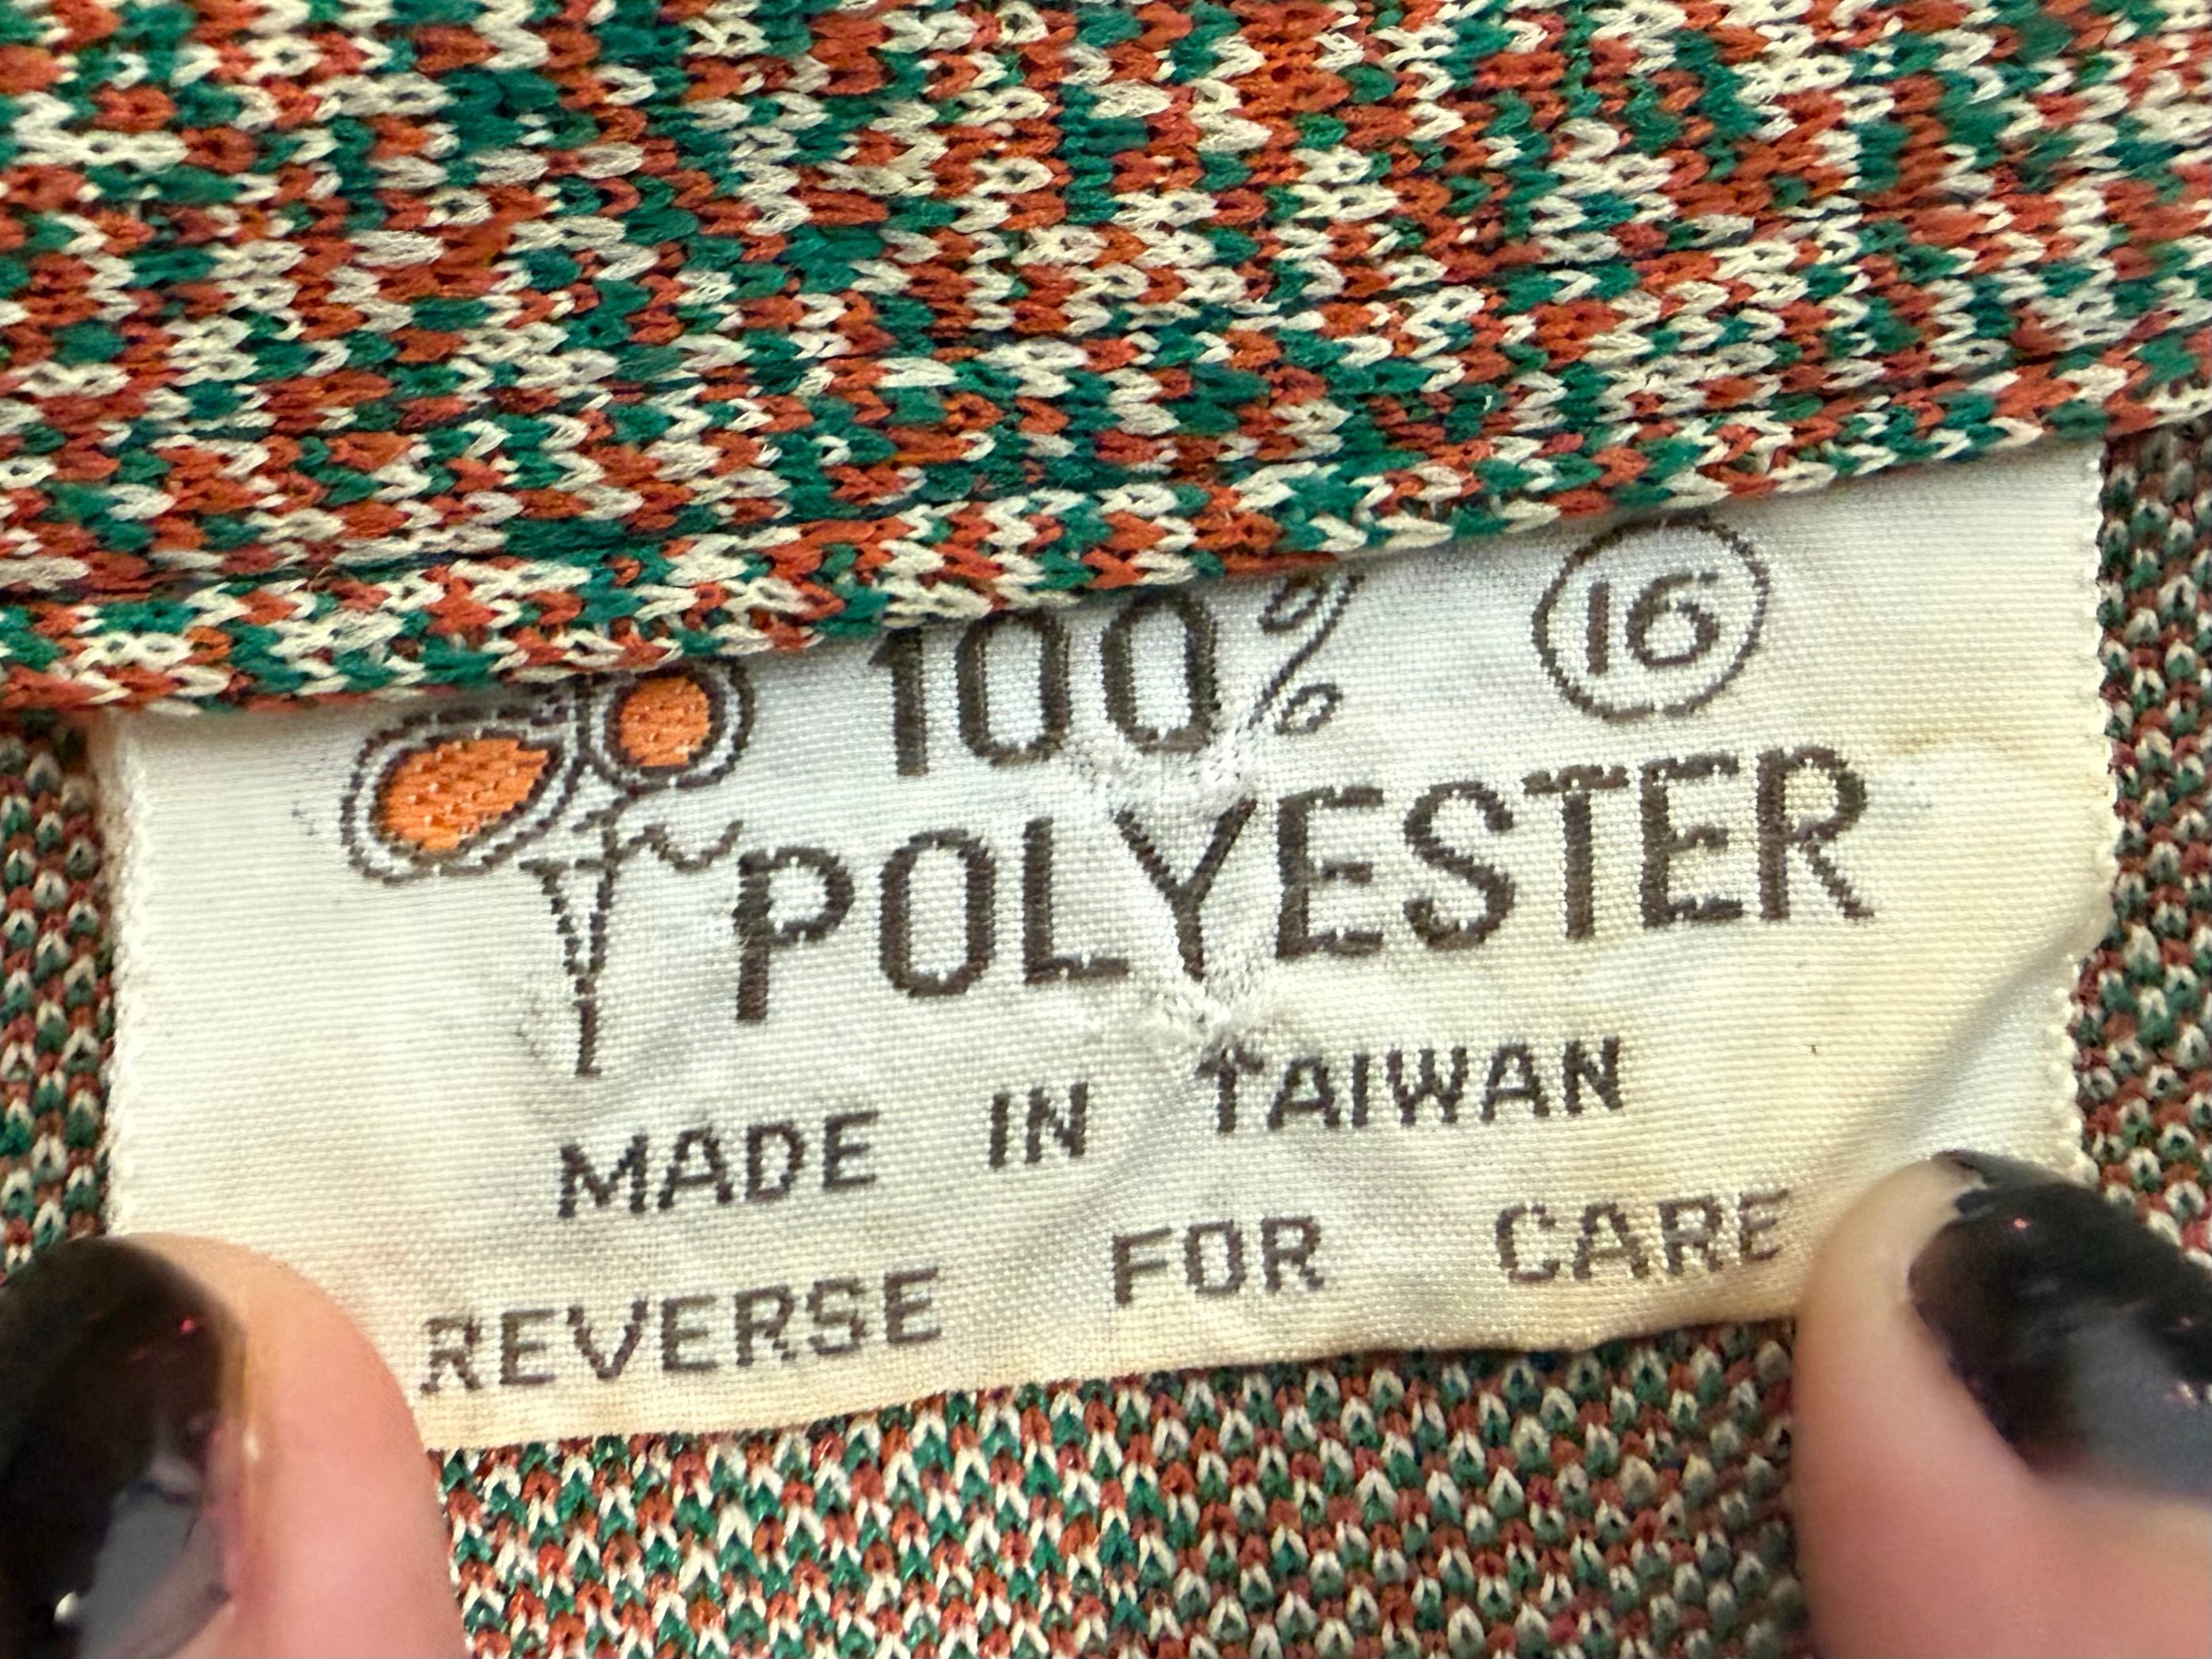 100% 16
POLYESTER
MADE IN TAIWAN
REVERSE FOR CARE